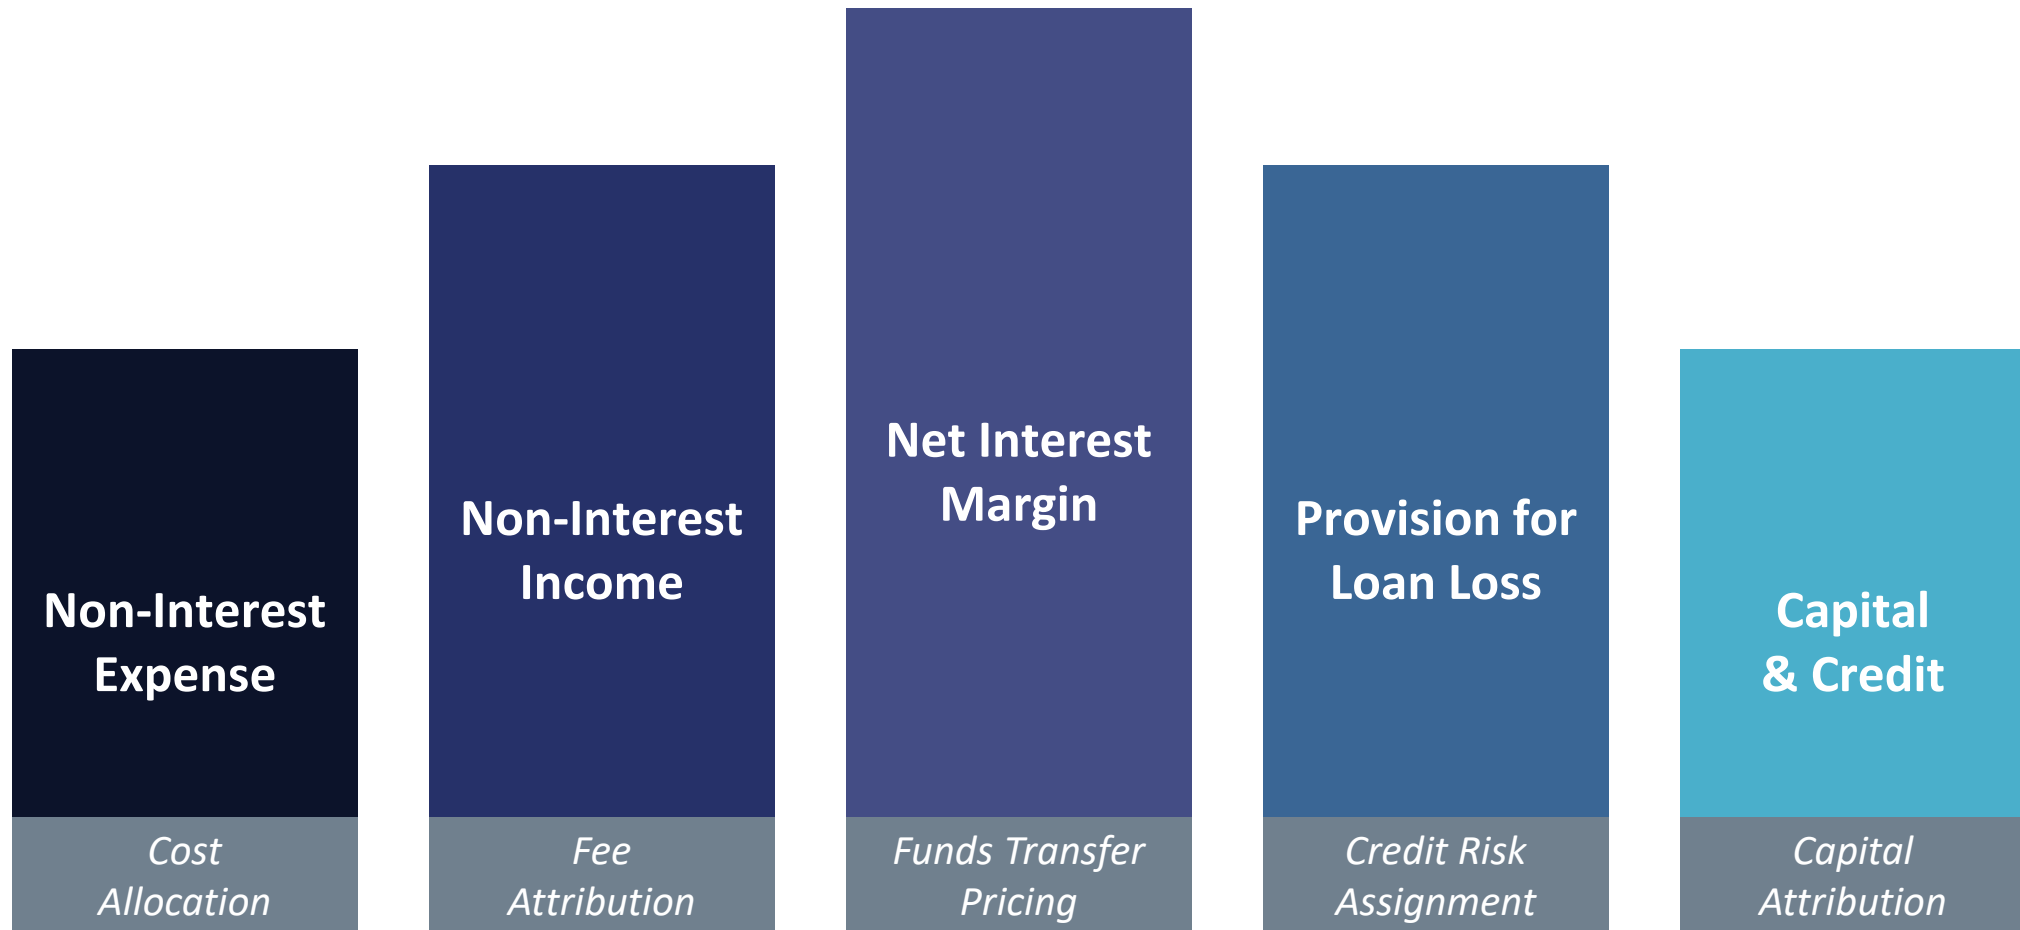 Non-Interest
Expense
Cost
Allocation
Non-Interest
Income
Fee
Attribution
Net Interest
Margin
Funds Transfer
Pricing
Provision for
Loan Loss
Credit Risk
Assignment
Capital
& Credit
Capital
Attribution